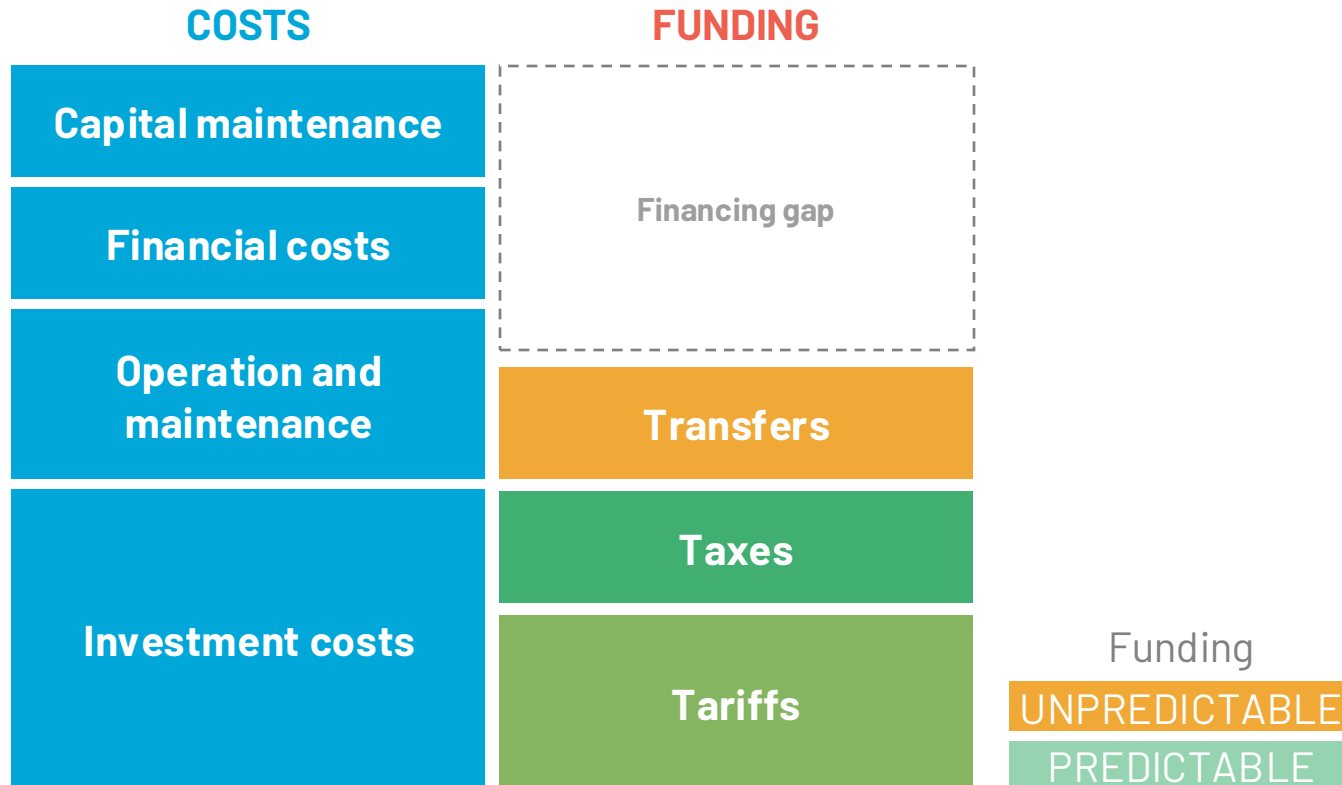 COSTS
FUNDING
Capital maintenance
Financial costs
Operation and
maintenance
Investment costs
Financing gap
Transfers
Taxes
Tariffs
Funding
UNPREDICTABLE
PREDICTABLE